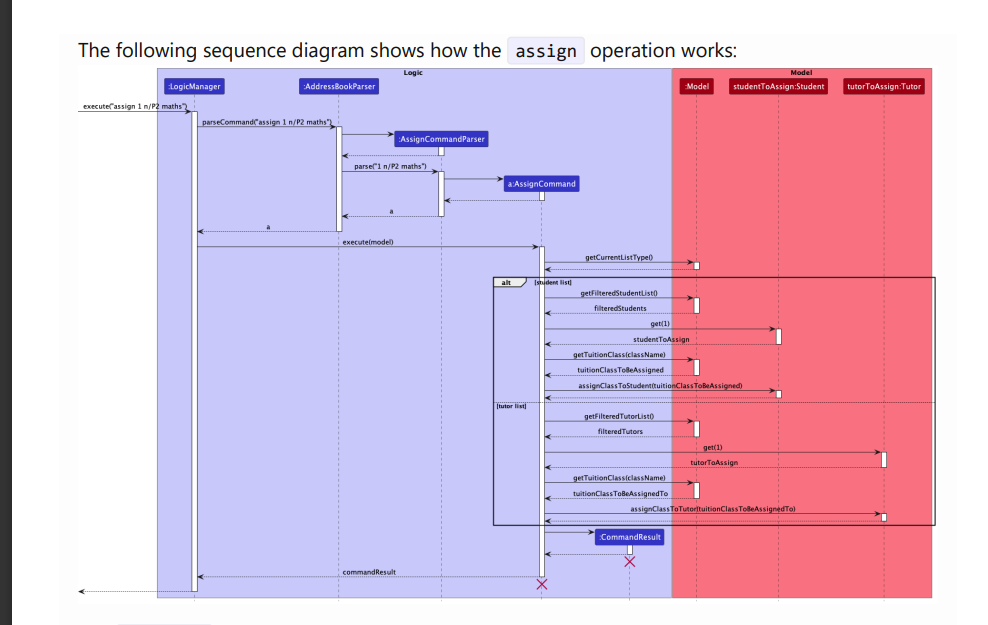 The following sequence diagram shows how the assign operation works:
Logic
Model
:LogicManager
:AddressBookParser
:Model
studentToAssign:Student
tutorToAssign:Tutor
execute("assign 1 n/P2 maths")
parseCommand("assign 1 n/P2 maths")
:AssignCommandParser
parse("1 n/P2 maths")
a:AssignCommand
a
a
execute(model)
getCurrentListType()
alt
[student list]
getFilteredStudentList()
filteredStudents
get(1)
studentToAssign
getTuitionClass(className)
tuitionClassToBeAssigned
assignClassToStudent(tuitionClassToBeAssigned)
[tutor list]
getFilteredTutorList()
filteredTutors
get(1)
tutorToAssign
getTuitionClass(className)
tuitionClassToBeAssignedTo
assignClassToTutor(tuitionClassToBeAssignedTo)
:CommandResult
commandResult